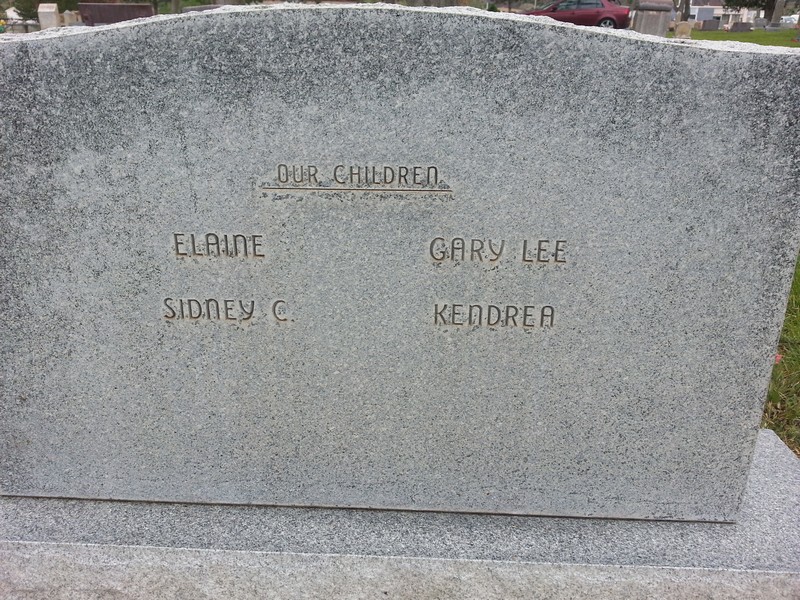 OUR CHILDREN
ELAINE GARY LEE
SIDNEY C. KENDREA